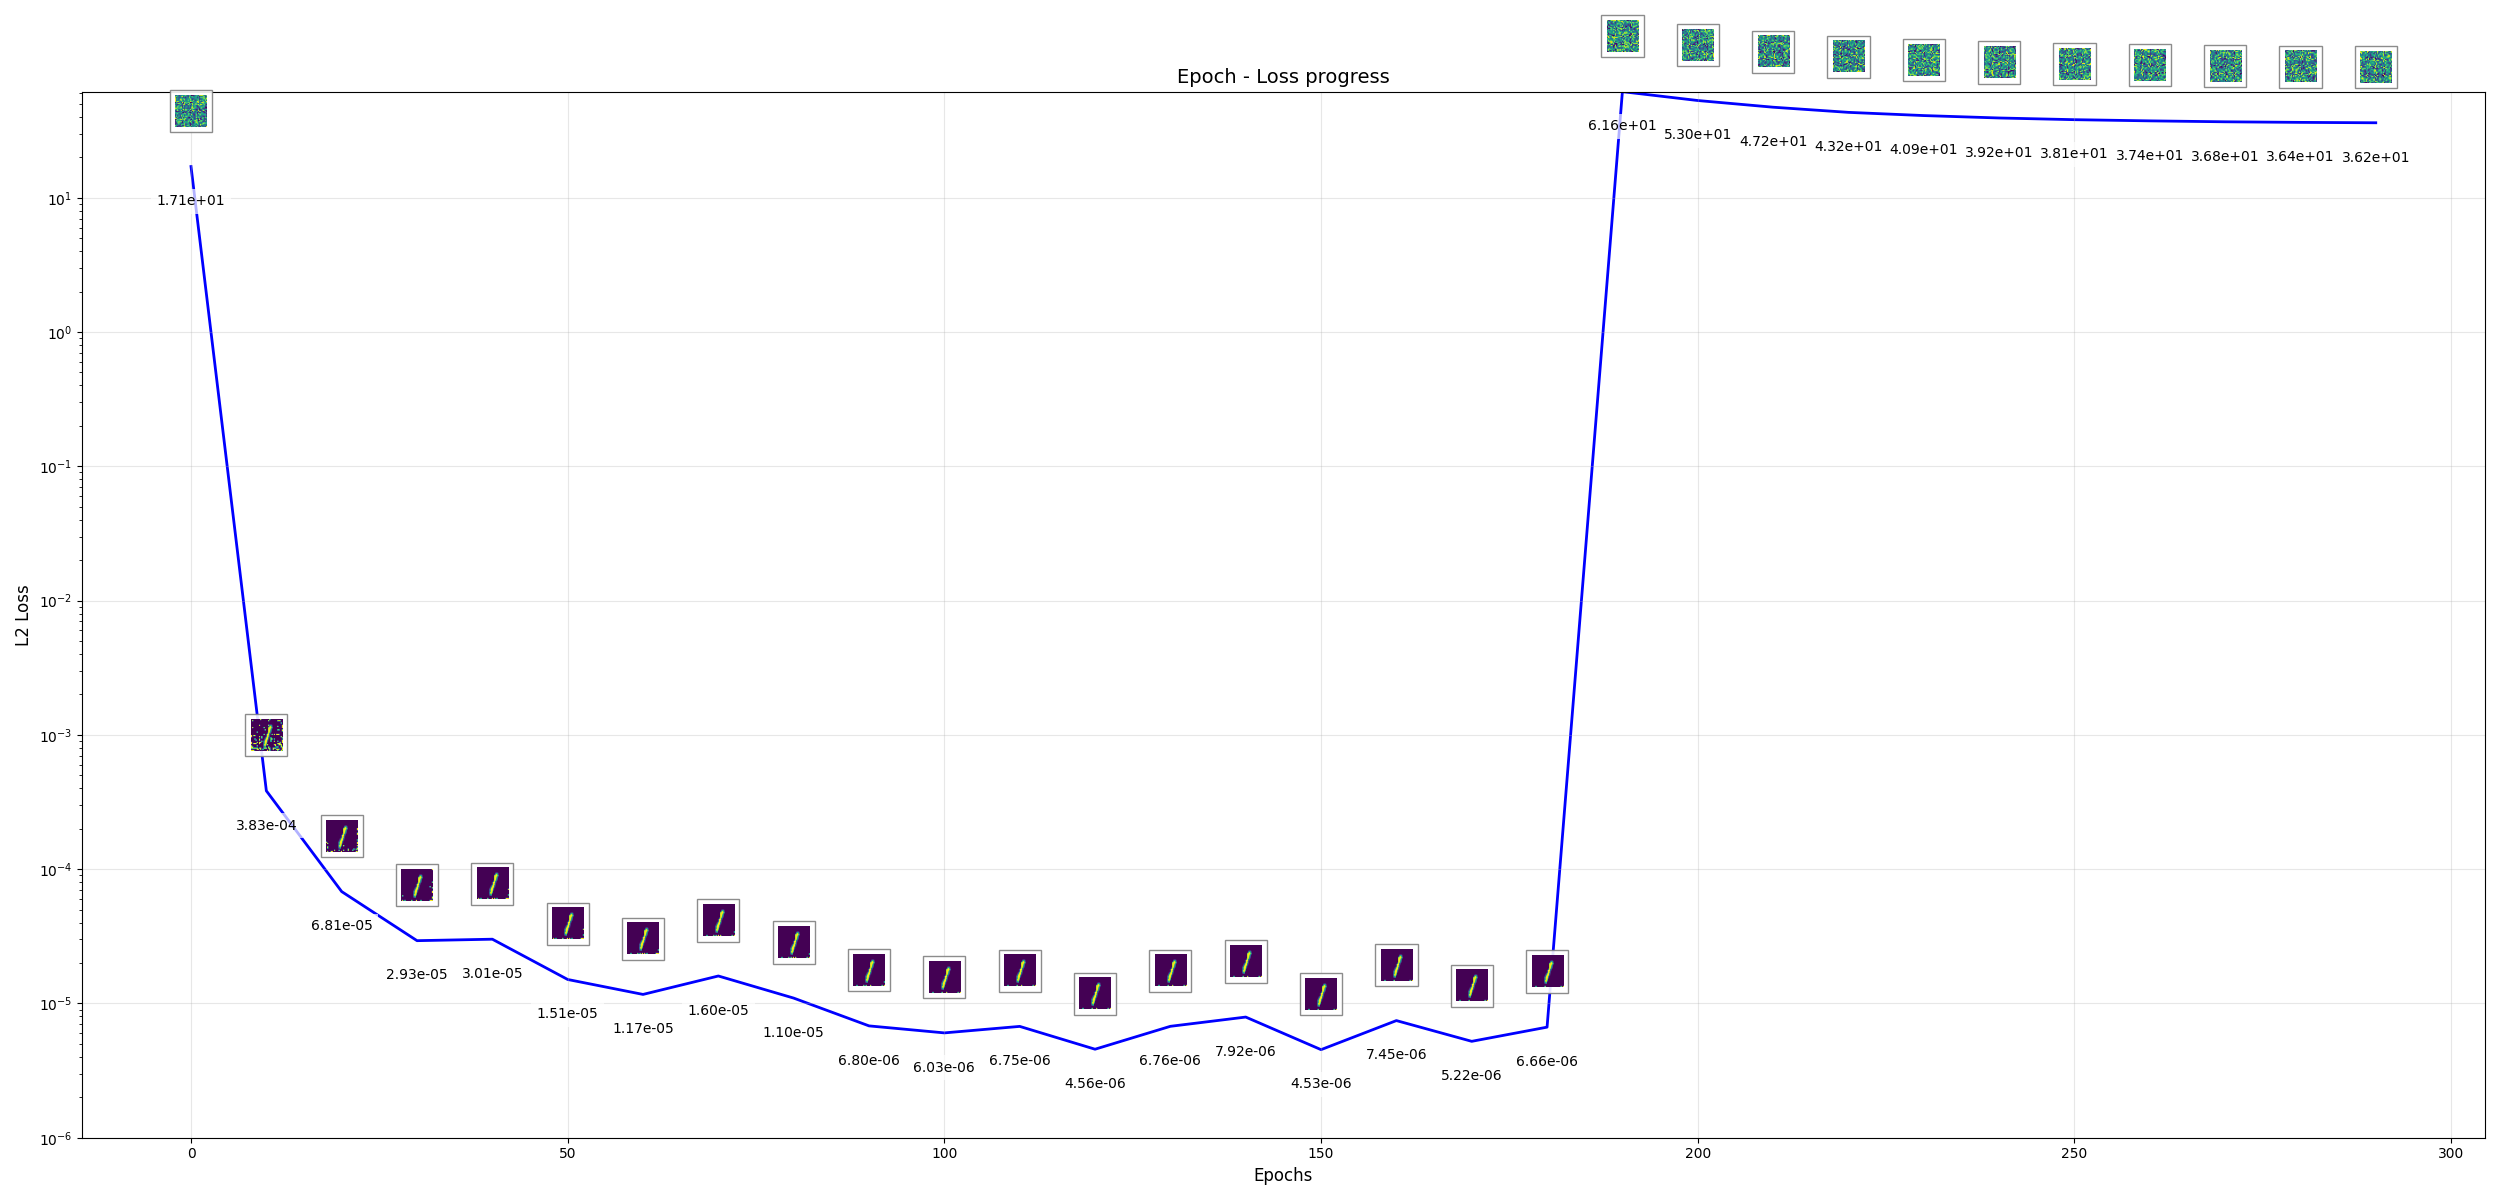 Epoch - Loss progress
L2 Loss
10¹
10⁰
10⁻¹
10⁻²
10⁻³
10⁻⁴
10⁻⁵
10⁻⁶
1.71e+01
3.83e-04
6.81e-05
2.93e-05
3.01e-05
1.51e-05
1.17e-05
1.60e-05
1.10e-05
6.80e-06
6.03e-06
6.75e-06
4.56e-06
6.76e-06
7.92e-06
4.53e-06
7.45e-06
5.22e-06
6.66e-06
6.16e+01
5.30e+01
4.72e+01
4.32e+01
4.09e+01
3.92e+01
3.81e+01
3.74e+01
3.68e+01
3.64e+01
3.62e+01
0 50 100 150 200 250 300
Epochs